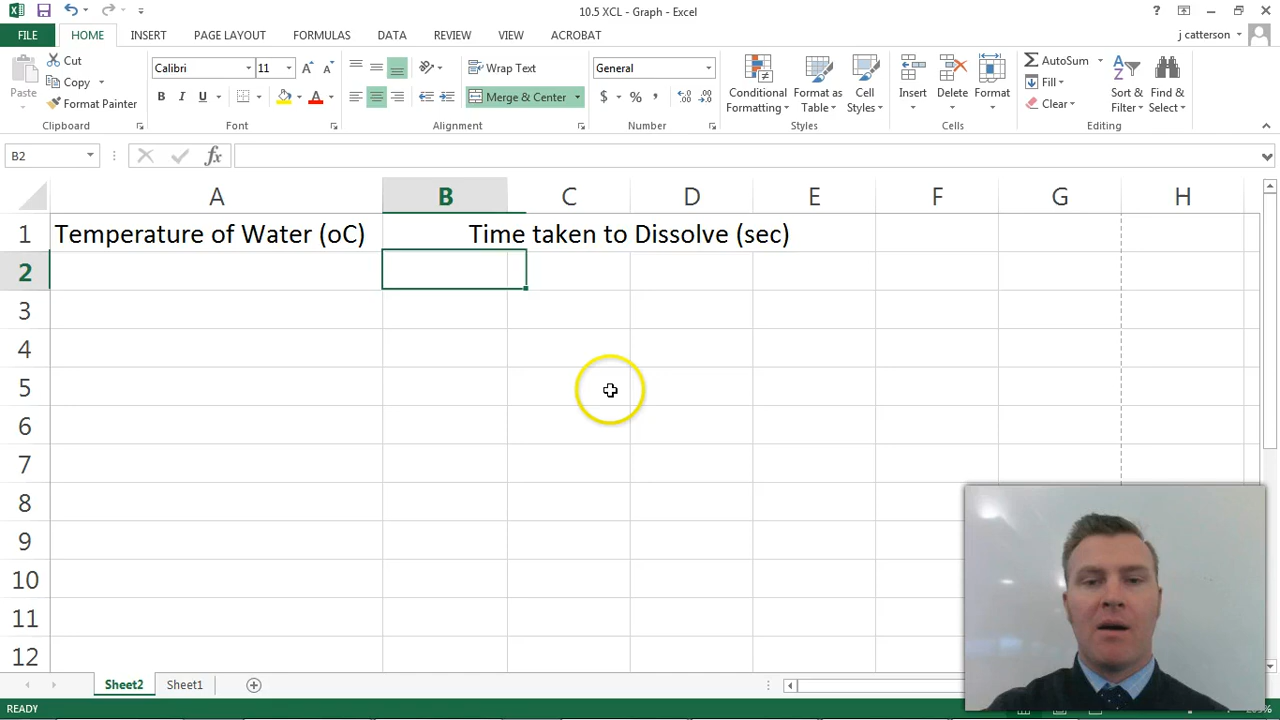 10.5 XCL - Graph - Excel
FILE HOME INSERT PAGE LAYOUT FORMULAS DATA REVIEW VIEW ACROBAT
j catterson
Paste
Cut
Copy
Format Painter
Clipboard
Calibri 11
B I U
Font
Wrap Text
Merge & Center
Alignment
General
$ %
Number
Conditional Formatting
Format as Table
Cell Styles
Styles
Insert Delete Format
Cells
AutoSum
Fill
Clear
Sort & Filter
Find & Select
Editing
B2
fx
A B C D E F G H
1 Temperature of Water (oC) Time taken to Dissolve (sec)
2
3
4
5
6
7
8
9
10
11
12
Sheet2 Sheet1
READY